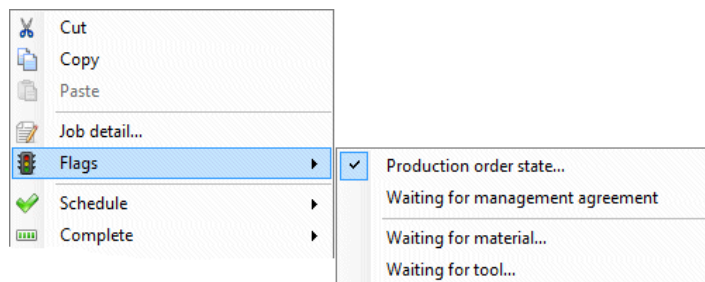 Cut
Copy
Paste
Job detail...
Flags
Schedule
Complete
Production order state...
Waiting for management agreement
Waiting for material...
Waiting for tool...